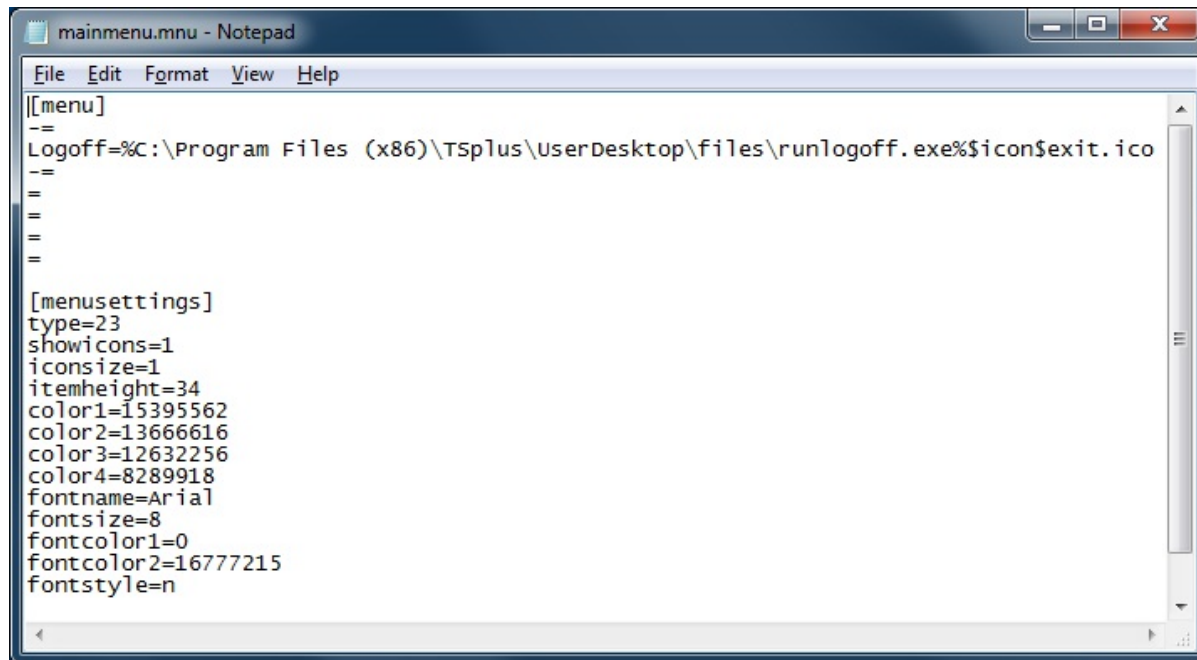 mainmenu.mnu - Notepad
File Edit Format View Help
[menu]
-=
Logoff=%C:\Program Files (x86)\TSplus\UserDesktop\files\runlogoff.exe%$icon$exit.ico
-=
=
=
=
=
[menusettings]
type=23
showicons=1
iconsize=1
itemheight=34
color1=15395562
color2=13666616
color3=12632256
color4=8289918
fontname=Arial
fontsize=8
fontcolor1=0
fontcolor2=16777215
fontstyle=n